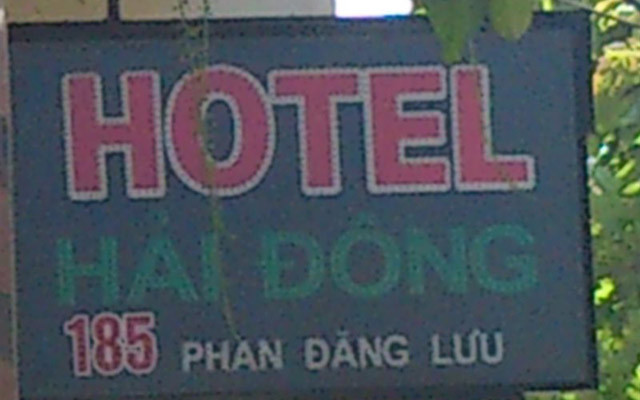 HOTEL
HẢI ĐÔNG
185 PHAN ĐĂNG LƯU